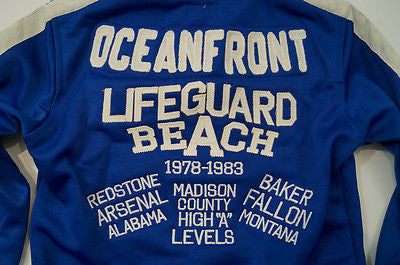 OCEANFRONT
LIFEGUARD
BEACH
1978-1983
REDSTONE
ARSENAL
ALABAMA
MADISON
COUNTY
HIGH "A"
LEVELS
BAKER
FALLON
MONTANA